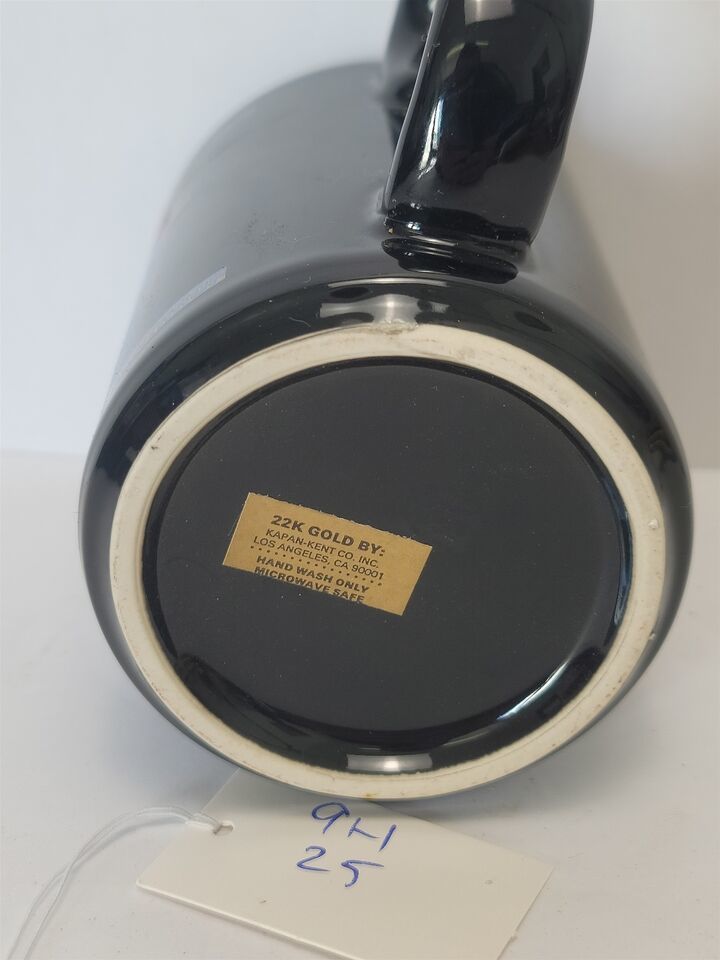 22K GOLD BY:
KAPAN-KENT CO. INC.
LOS ANGELES, CA 90001
HAND WASH ONLY
MICROWAVE SAFE
9H
25